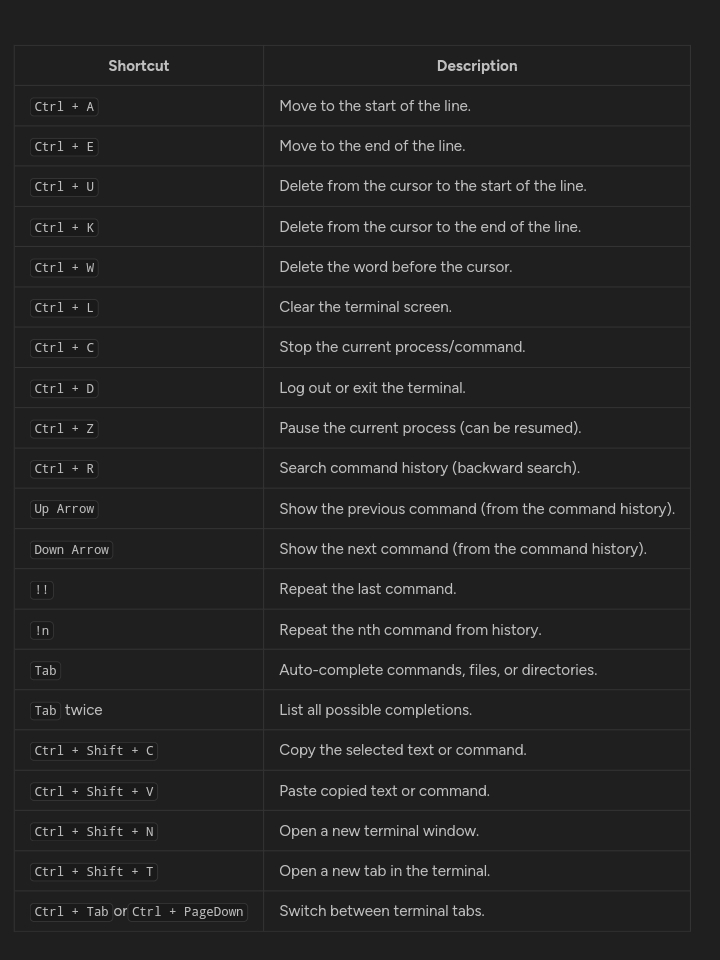 Shortcut Description
Ctrl + A Move to the start of the line.
Ctrl + E Move to the end of the line.
Ctrl + U Delete from the cursor to the start of the line.
Ctrl + K Delete from the cursor to the end of the line.
Ctrl + W Delete the word before the cursor.
Ctrl + L Clear the terminal screen.
Ctrl + C Stop the current process/command.
Ctrl + D Log out or exit the terminal.
Ctrl + Z Pause the current process (can be resumed).
Ctrl + R Search command history (backward search).
Up Arrow Show the previous command (from the command history).
Down Arrow Show the next command (from the command history).
!! Repeat the last command.
!n Repeat the nth command from history.
Tab Auto-complete commands, files, or directories.
Tab twice List all possible completions.
Ctrl + Shift + C Copy the selected text or command.
Ctrl + Shift + V Paste copied text or command.
Ctrl + Shift + N Open a new terminal window.
Ctrl + Shift + T Open a new tab in the terminal.
Ctrl + Tab or Ctrl + PageDown Switch between terminal tabs.